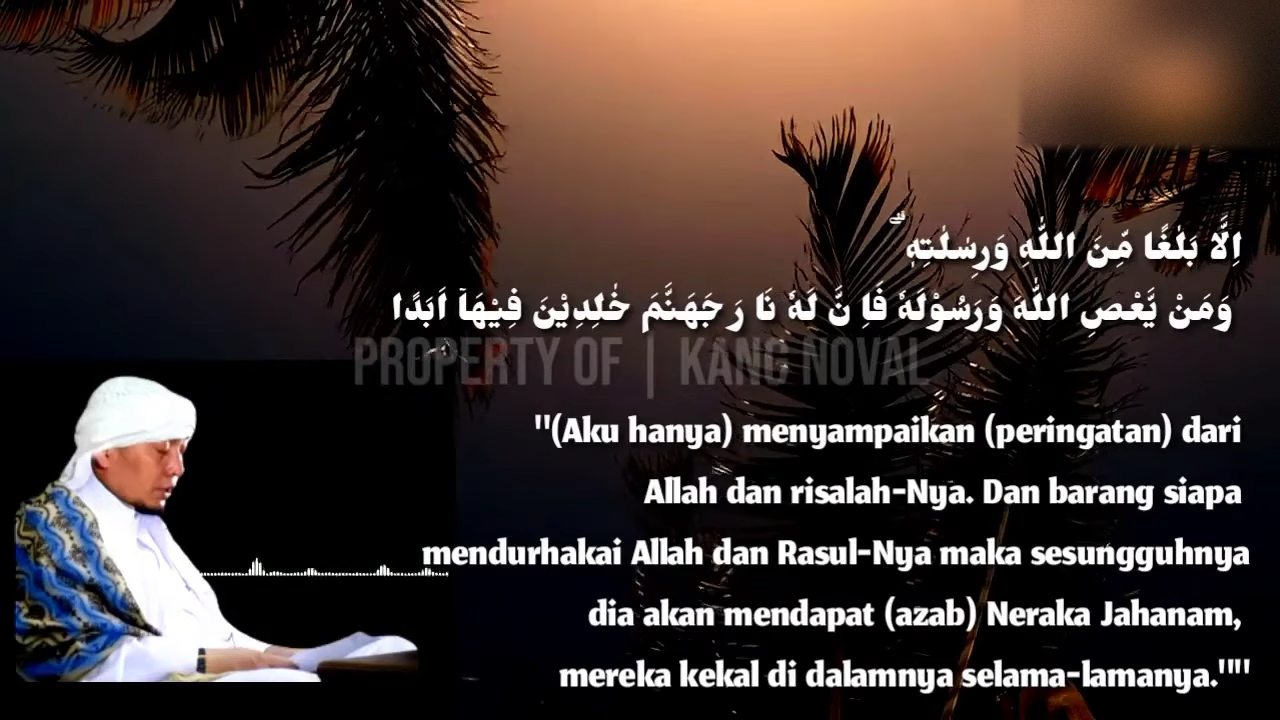 اِلَّا بَلٰغًا مِّنَ اللّٰهِ وَرِسٰلٰتِهٖ ۗ
وَمَنْ يَّعْصِ اللّٰهَ وَرَسُوْلَهٗ فَاِ نَّ لَهٗ نَا رَ جَهَنَّمَ خٰلِدِيْنَ فِيْهَاۤ اَبَدًا
PROPERTY OF | KANG NOVAL
"(Aku hanya) menyampaikan (peringatan) dari
Allah dan risalah-Nya. Dan barang siapa
mendurhakai Allah dan Rasul-Nya maka sesungguhnya
dia akan mendapat (azab) Neraka Jahanam,
mereka kekal di dalamnya selama-lamanya.""